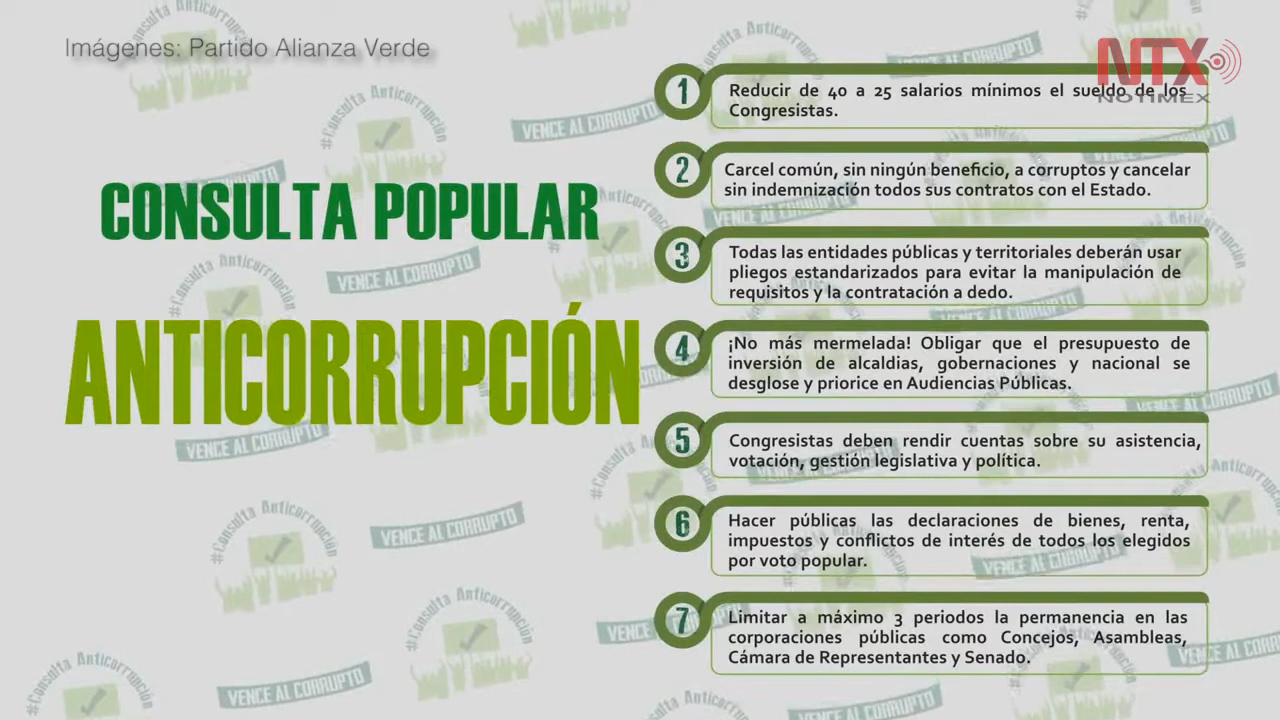 Imágenes: Partido Alianza Verde
NTX
NOTIMEX
CONSULTA POPULAR
ANTICORRUPCIÓN
1
Reducir de 40 a 25 salarios mínimos el sueldo de los
Congresistas.
2
Carcel común, sin ningún beneficio, a corruptos y cancelar
sin indemnización todos sus contratos con el Estado.
3
Todas las entidades públicas y territoriales deberán usar
pliegos estandarizados para evitar la manipulación de
requisitos y la contratación a dedo.
4
¡No más mermelada! Obligar que el presupuesto de
inversión de alcaldias, gobernaciones y nacional se
desglose y priorice en Audiencias Públicas.
5
Congresistas deben rendir cuentas sobre su asistencia,
votación, gestión legislativa y política.
6
Hacer públicas las declaraciones de bienes, renta,
impuestos y conflictos de interés de todos los elegidos
por voto popular.
7
Limitar a máximo 3 periodos la permanencia en las
corporaciones públicas como Concejos, Asambleas,
Cámara de Representantes y Senado.
#Consulta Anticorrupción
VENCE AL CORRUPTO